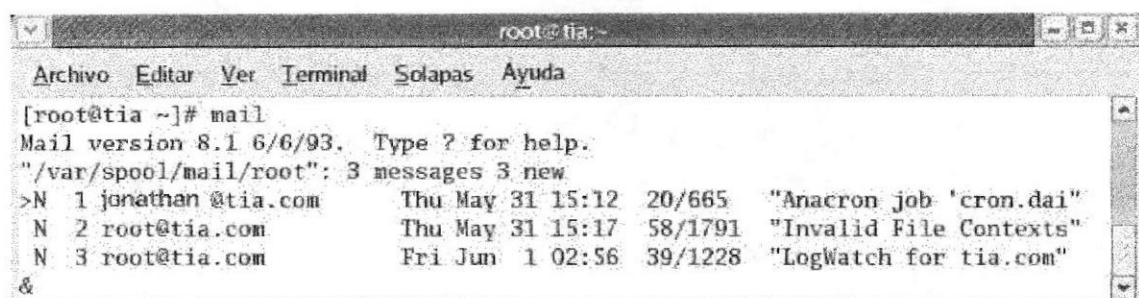 root@tia:~
Archivo Editar Ver Terminal Solapas Ayuda
[root@tia ~]# mail
Mail version 8.1 6/6/93.  Type ? for help.
"/var/spool/mail/root": 3 messages 3 new
>N  1 jonathan @tia.com       Thu May 31 15:12  20/665   "Anacron job 'cron.dai"
 N  2 root@tia.com            Thu May 31 15:17  58/1791  "Invalid File Contexts"
 N  3 root@tia.com            Fri Jun  1 02:56  39/1228  "LogWatch for tia.com"
&